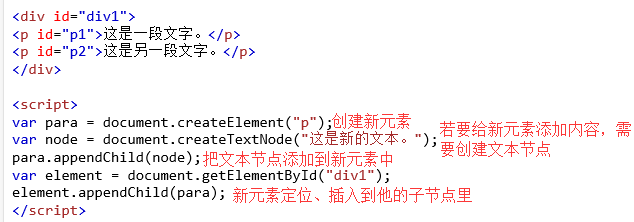 <div id="div1">
<p id="p1">这是一段文字。</p>
<p id="p2">这是另一段文字。</p>
</div>
<script>
var para = document.createElement("p");创建新元素
var node = document.createTextNode("这是新的文本。");
若要给新元素添加内容，需
要创建文本节点
para.appendChild(node);把文本节点添加到新元素中
var element = document.getElementById("div1");
element.appendChild(para); 新元素定位、插入到他的子节点里
</script>